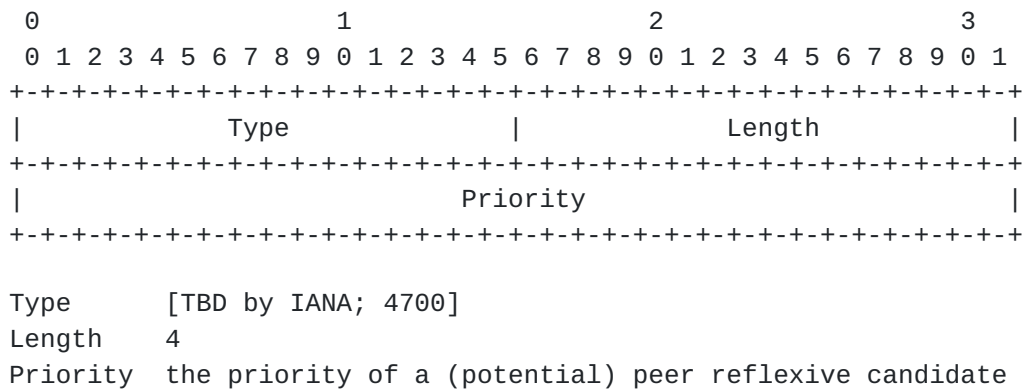 0                   1                   2                   3
 0 1 2 3 4 5 6 7 8 9 0 1 2 3 4 5 6 7 8 9 0 1 2 3 4 5 6 7 8 9 0 1
+-+-+-+-+-+-+-+-+-+-+-+-+-+-+-+-+-+-+-+-+-+-+-+-+-+-+-+-+-+-+-+-+
|             Type              |             Length            |
+-+-+-+-+-+-+-+-+-+-+-+-+-+-+-+-+-+-+-+-+-+-+-+-+-+-+-+-+-+-+-+-+
|                            Priority                           |
+-+-+-+-+-+-+-+-+-+-+-+-+-+-+-+-+-+-+-+-+-+-+-+-+-+-+-+-+-+-+-+-+

Type      [TBD by IANA; 4700]
Length    4
Priority  the priority of a (potential) peer reflexive candidate